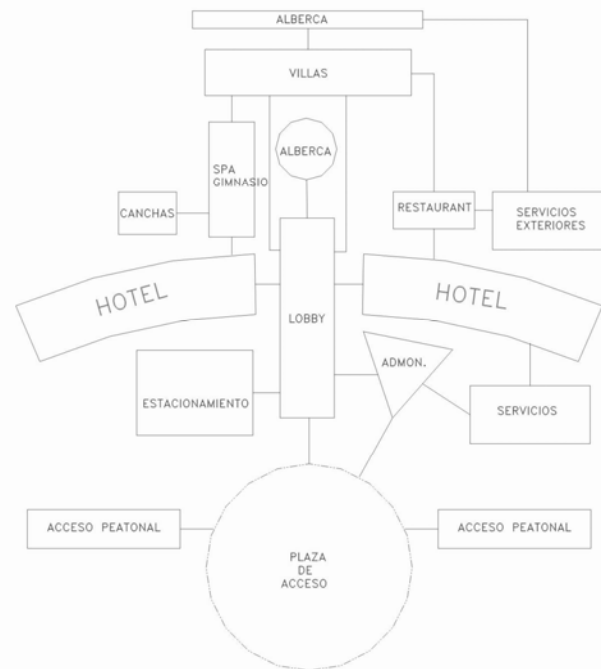 ALBERCA
VILLAS
ALBERCA
SPA
GIMNASIO
CANCHAS
RESTAURANT
SERVICIOS
EXTERIORES
HOTEL
HOTEL
LOBBY
ADMON.
ESTACIONAMIENTO
SERVICIOS
ACCESO PEATONAL
ACCESO PEATONAL
PLAZA
DE
ACCESO